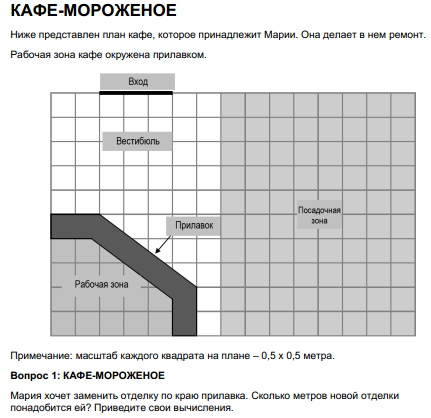 КАФЕ-МОРОЖЕНОЕ
Ниже представлен план кафе, которое принадлежит Марии. Она делает в нем ремонт.
Рабочая зона кафе окружена прилавком.
Вход
Вестибюль
Посадочная
зона
Прилавок
Рабочая зона
Примечание: масштаб каждого квадрата на плане – 0,5 х 0,5 метра.
Вопрос 1: КАФЕ-МОРОЖЕНОЕ
Мария хочет заменить отделку по краю прилавка. Сколько метров новой отделки
понадобится ей? Приведите свои вычисления.